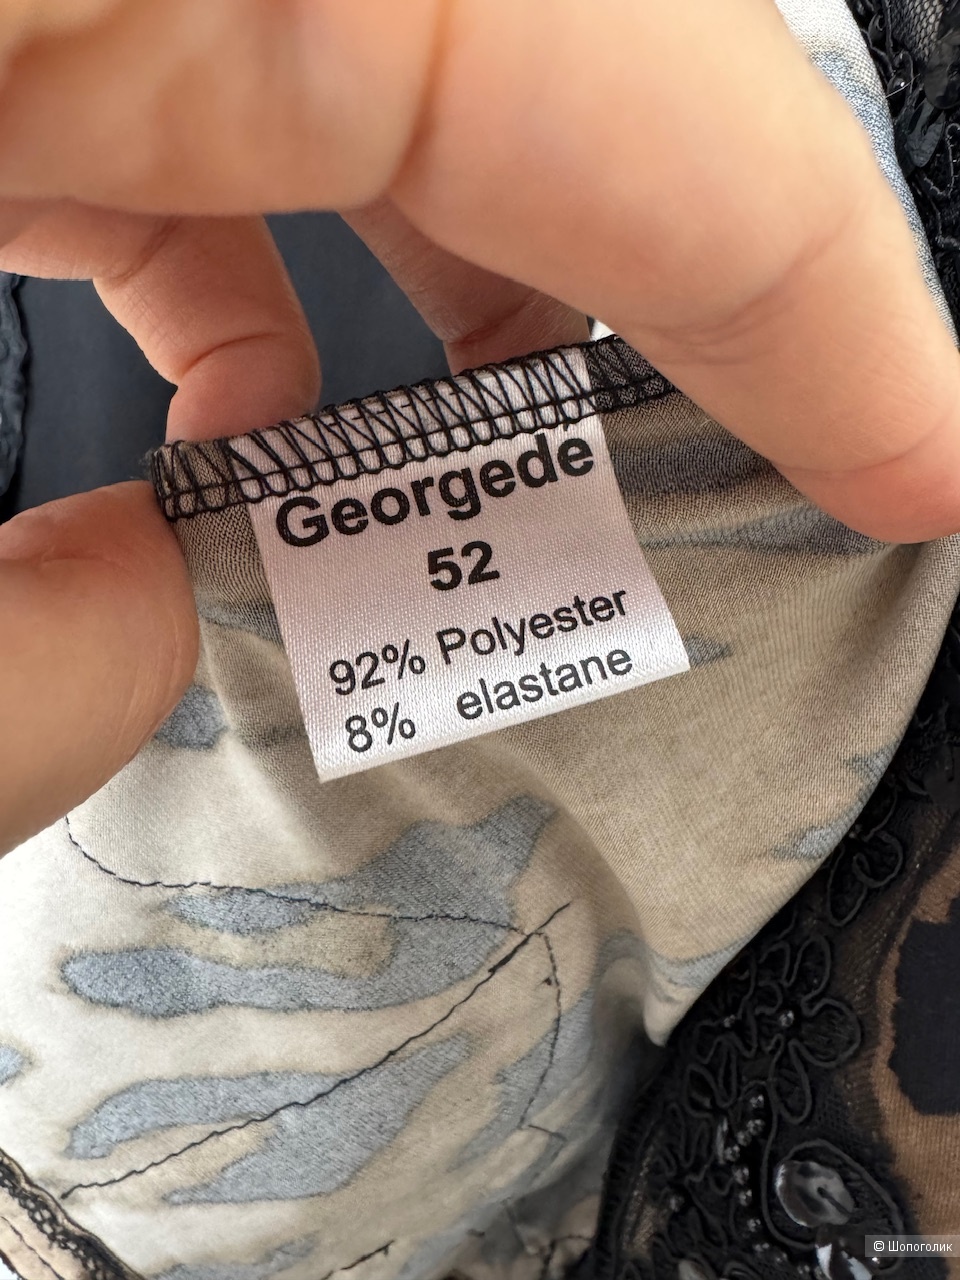 Georgedé
52
92% Polyester
8% elastane
© Шопоголик